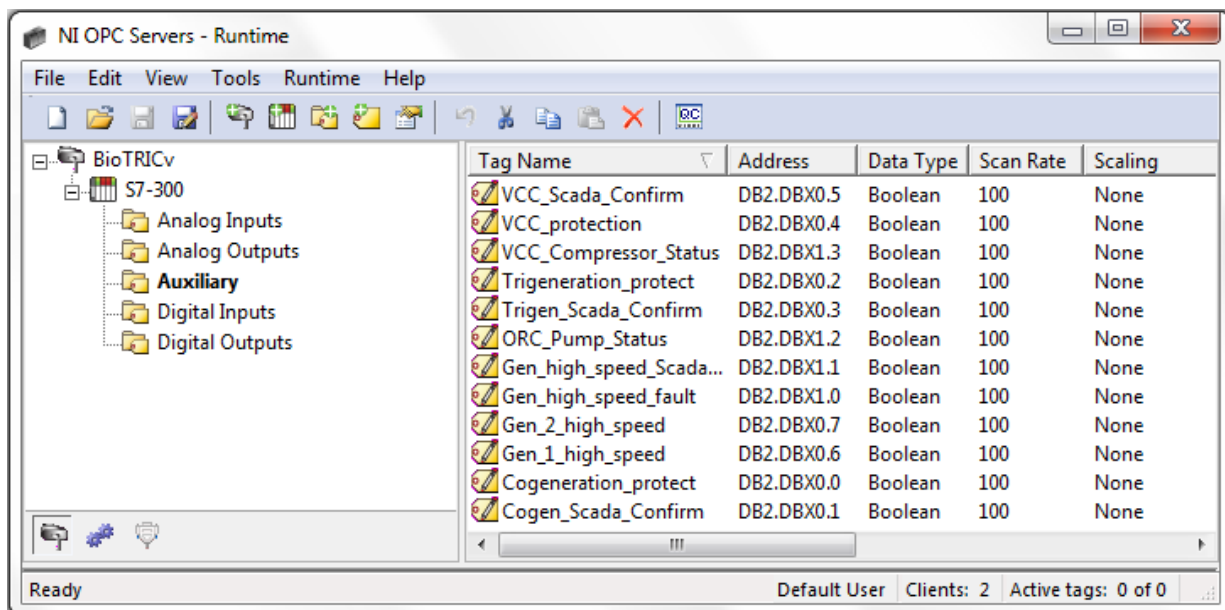 NI OPC Servers - Runtime
File Edit View Tools Runtime Help
QC
BioTRICv
S7-300
Analog Inputs
Analog Outputs
Auxiliary
Digital Inputs
Digital Outputs
Tag Name Address Data Type Scan Rate Scaling
VCC_Scada_Confirm DB2.DBX0.5 Boolean 100 None
VCC_protection DB2.DBX0.4 Boolean 100 None
VCC_Compressor_Status DB2.DBX1.3 Boolean 100 None
Trigeneration_protect DB2.DBX0.2 Boolean 100 None
Trigen_Scada_Confirm DB2.DBX0.3 Boolean 100 None
ORC_Pump_Status DB2.DBX1.2 Boolean 100 None
Gen_high_speed_Scada... DB2.DBX1.1 Boolean 100 None
Gen_high_speed_fault DB2.DBX1.0 Boolean 100 None
Gen_2_high_speed DB2.DBX0.7 Boolean 100 None
Gen_1_high_speed DB2.DBX0.6 Boolean 100 None
Cogeneration_protect DB2.DBX0.0 Boolean 100 None
Cogen_Scada_Confirm DB2.DBX0.1 Boolean 100 None
Ready Default User Clients: 2 Active tags: 0 of 0